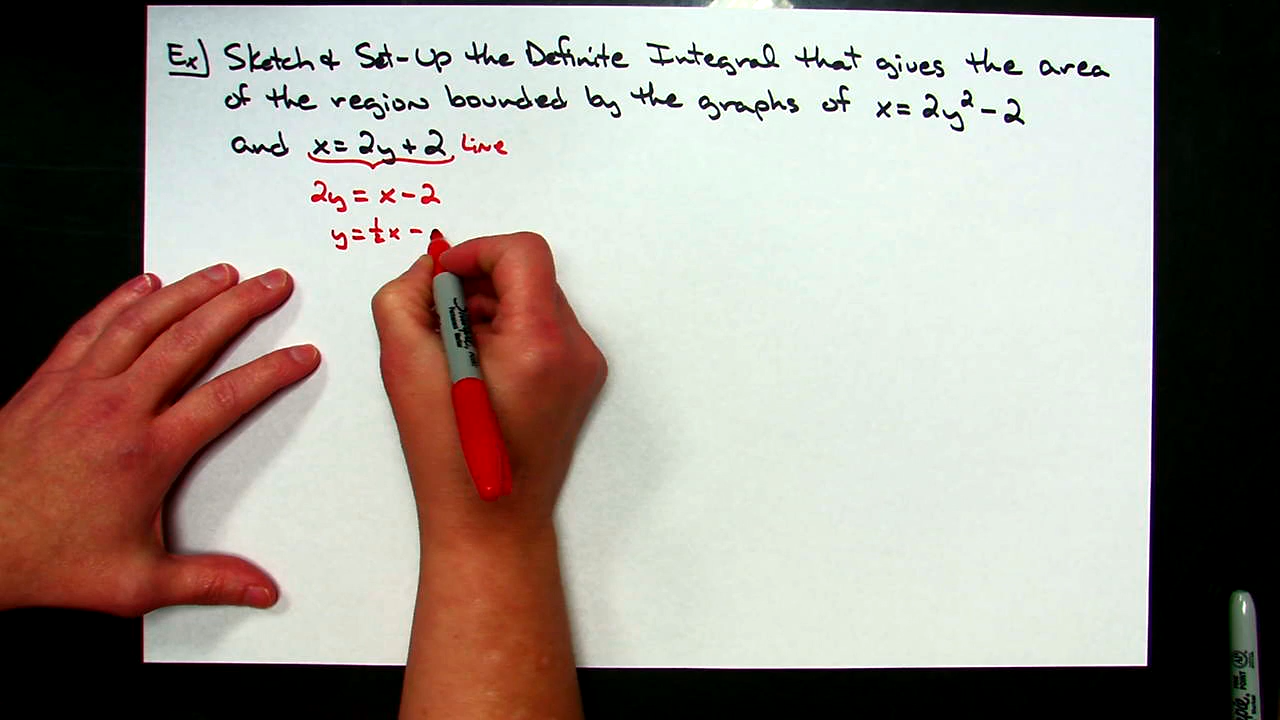 Ex) Sketch & Set-Up the Definite Integral that gives the area
of the region bounded by the graphs of x = 2y² - 2
and x = 2y + 2 Line
2y = x - 2
y = ½x -